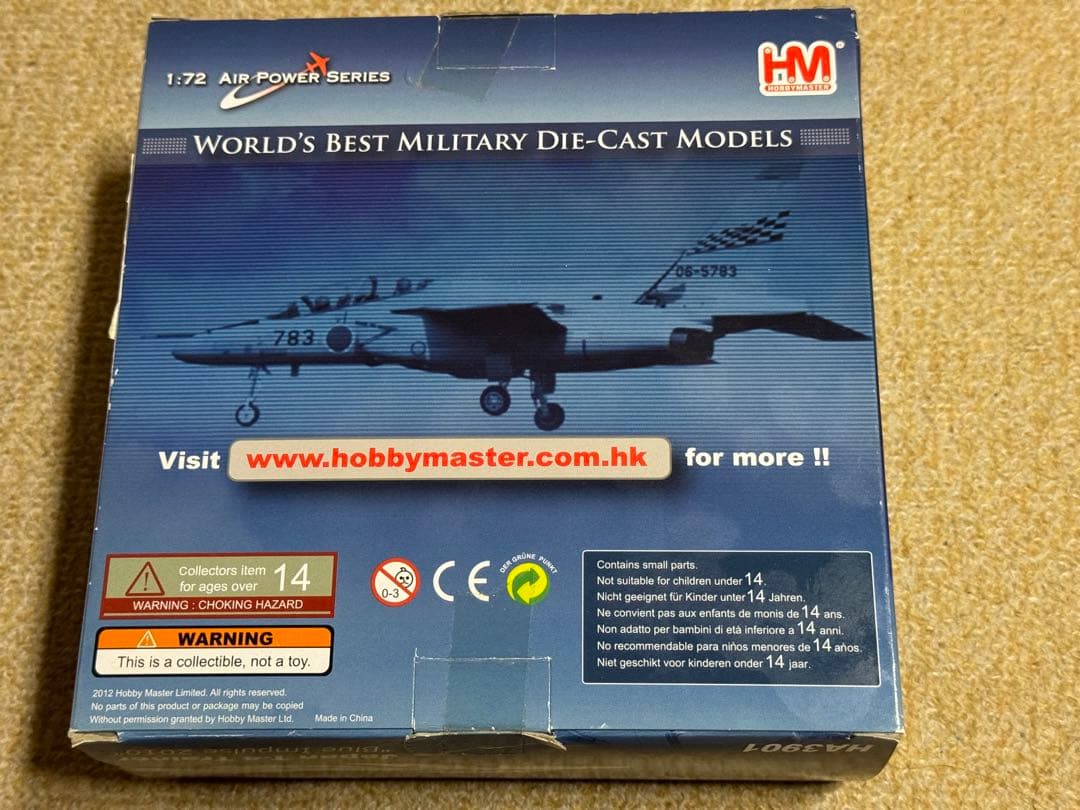 1:72 AIR POWER SERIES
HM
HOBBYMASTER
WORLD'S BEST MILITARY DIE-CAST MODELS
06-5783
783
Visit www.hobbymaster.com.hk for more !!
Collectors item
for ages over 14
WARNING : CHOKING HAZARD
WARNING
This is a collectible, not a toy.
0-3
CE
DER GRÜNE PUNKT
Contains small parts.
Not suitable for children under 14.
Nicht geeignet für Kinder unter 14 Jahren.
Ne convient pas aux enfants de monis de 14 ans.
Non adatto per bambini di età inferiore a 14 anni.
No recommendable para niños menores de 14 años.
Niet geschikt voor kinderen onder 14 jaar.
2012 Hobby Master Limited. All rights reserved.
No parts of this product or package may be copied
Without permission granted by Hobby Master Ltd. Made in China
HA3901
"Blue Impulse 2010"